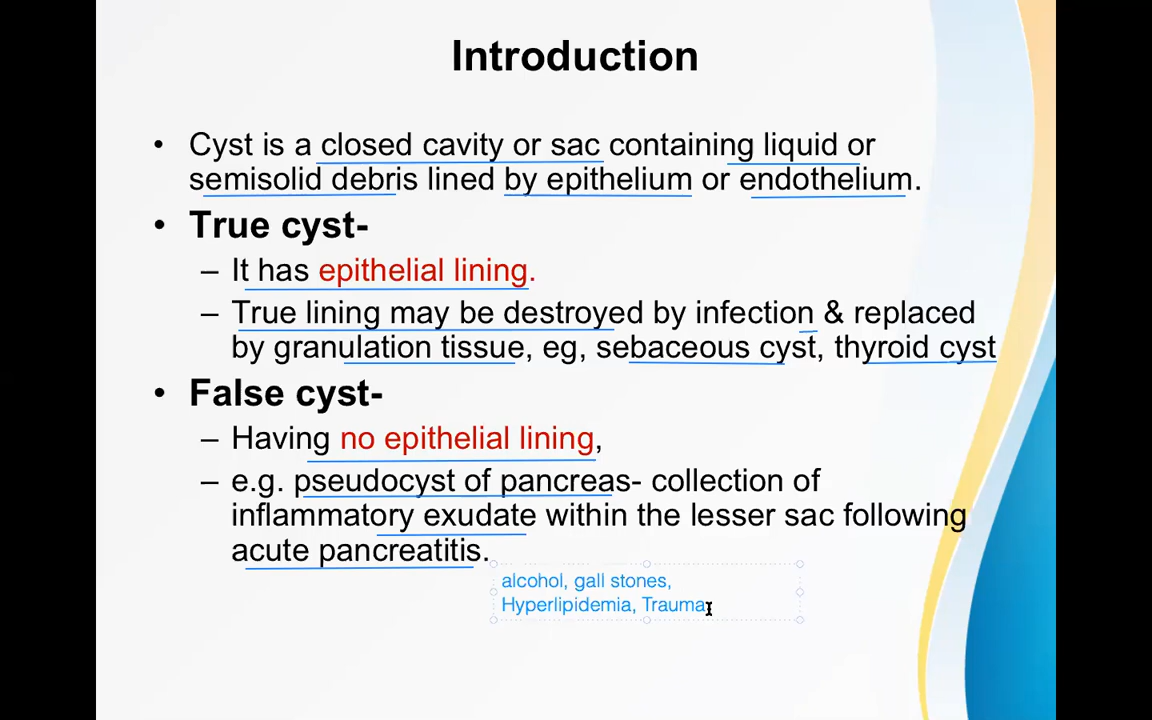 Introduction
• Cyst is a closed cavity or sac containing liquid or
semisolid debris lined by epithelium or endothelium.
• True cyst-
– It has epithelial lining.
– True lining may be destroyed by infection & replaced
by granulation tissue, eg, sebaceous cyst, thyroid cyst
• False cyst-
– Having no epithelial lining,
– e.g. pseudocyst of pancreas- collection of
inflammatory exudate within the lesser sac following
acute pancreatitis.
alcohol, gall stones,
Hyperlipidemia, Trauma